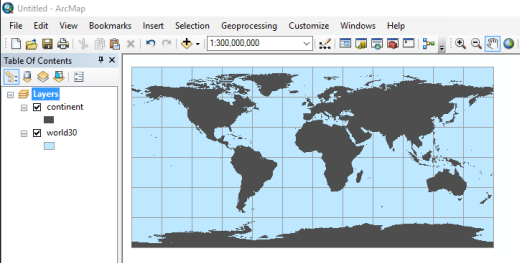 Untitled - ArcMap
File Edit View Bookmarks Insert Selection Geoprocessing Customize Windows Help
1:300,000,000
Table Of Contents
Layers
continent
world30